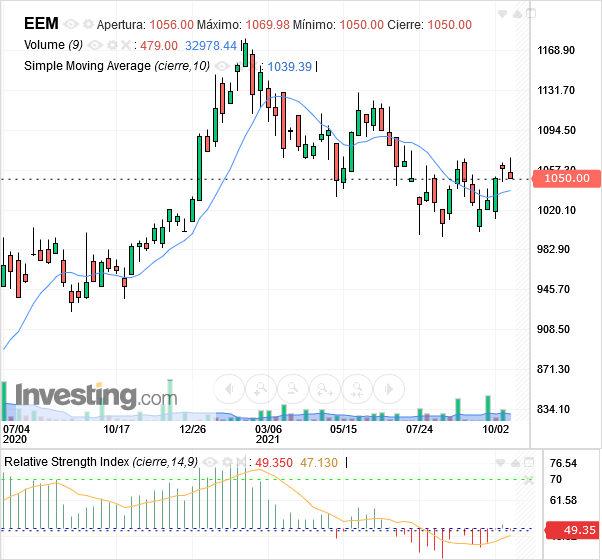 EEM Apertura: 1056.00 Máximo: 1069.98 Mínimo: 1050.00 Cierre: 1050.00
Volume (9) : 479.00 32978.44 |
Simple Moving Average (cierre,10) : 1039.39 |
1168.90
1131.70
1094.50
1057.30
1050.00
1020.10
982.90
945.70
908.50
871.30
834.10
Investing.com
07/04 10/17 12/26 03/06 05/15 07/24 10/02
2020 2021
Relative Strength Index (cierre,14,9) : 49.350 47.130 |
76.54
70
61.58
49.35